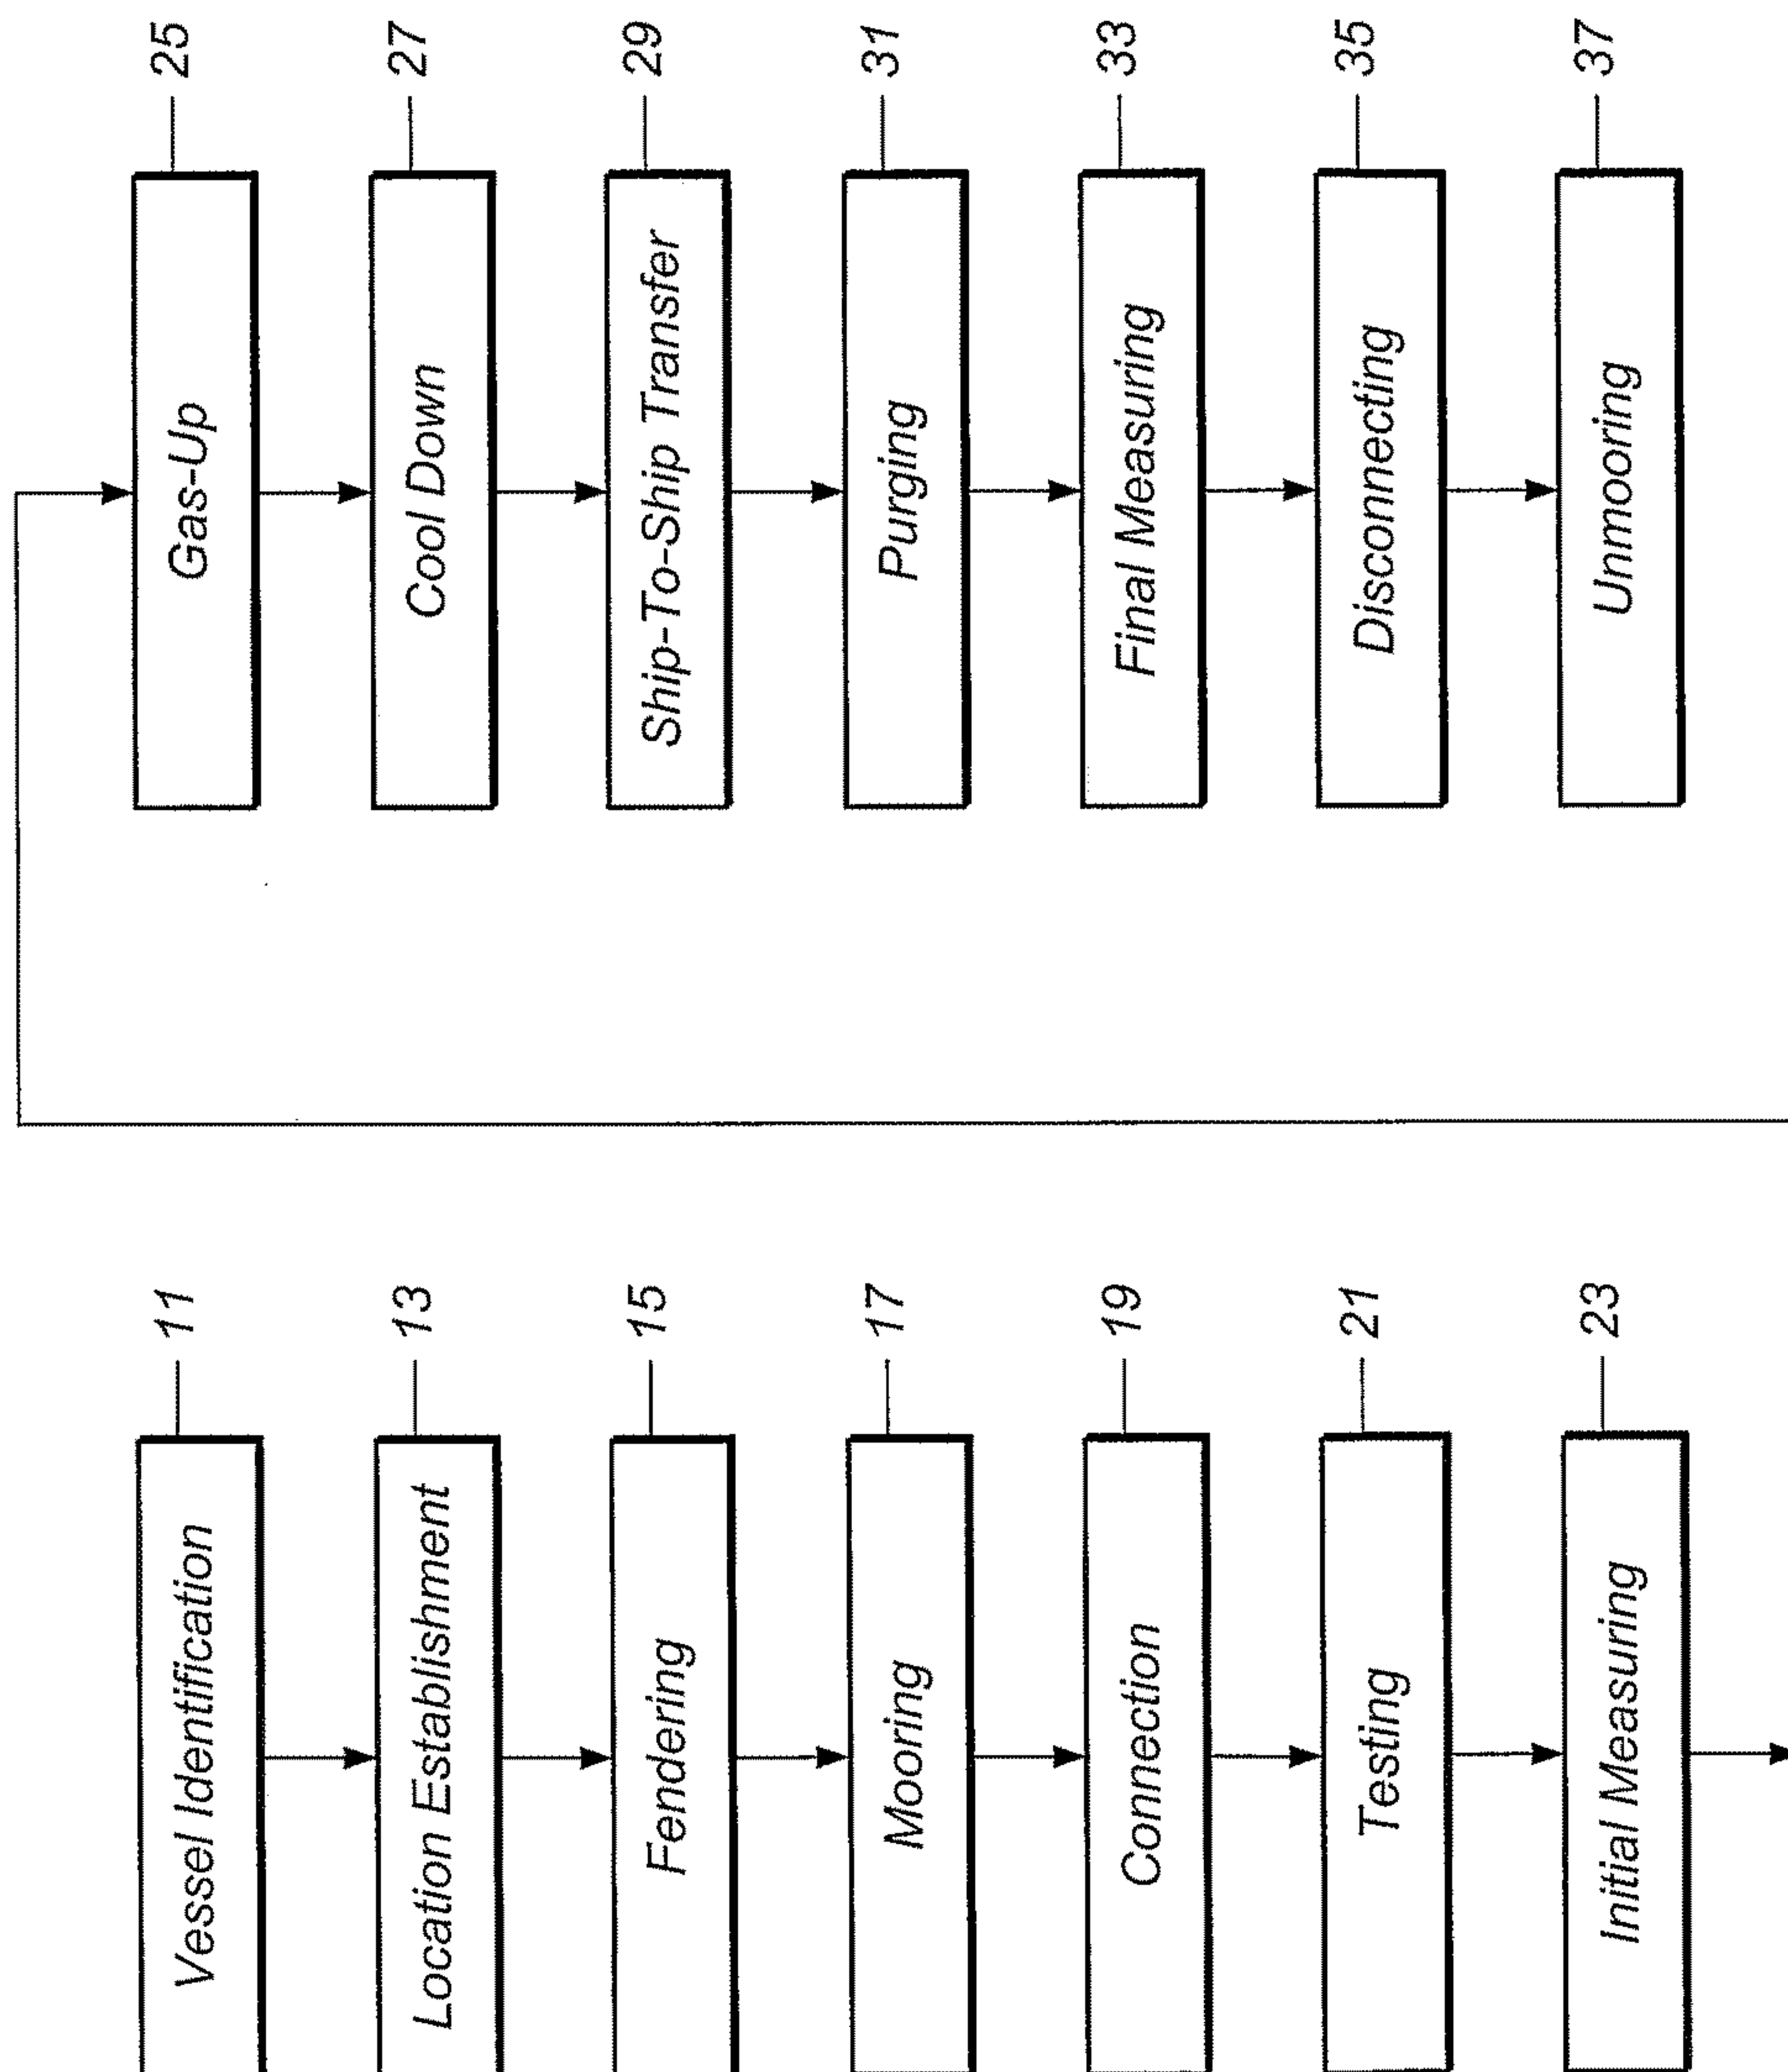 Vessel Identification
11
Location Establishment
13
Fendering
15
Mooring
17
Connection
19
Testing
21
Initial Measuring
23
Gas-Up
25
Cool Down
27
Ship-To-Ship Transfer
29
Purging
31
Final Measuring
33
Disconnecting
35
Unmooring
37